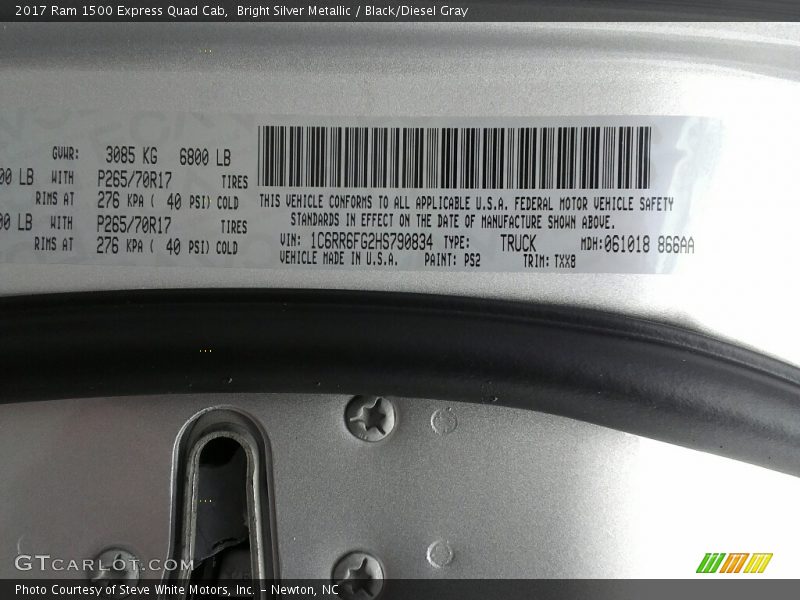 2017 Ram 1500 Express Quad Cab,  Bright Silver Metallic / Black/Diesel Gray
GVWR: 3085 KG 6800 LB
00 LB WITH P265/70R17 TIRES
RIMS AT 276 KPA ( 40 PSI) COLD
00 LB WITH P265/70R17 TIRES
RIMS AT 276 KPA ( 40 PSI) COLD
THIS VEHICLE CONFORMS TO ALL APPLICABLE U.S.A. FEDERAL MOTOR VEHICLE SAFETY
STANDARDS IN EFFECT ON THE DATE OF MANUFACTURE SHOWN ABOVE.
VIN: 1C6RR6FG2HS790834 TYPE: TRUCK MDH: 061018 866AA
VEHICLE MADE IN U.S.A. PAINT: PS2 TRIM: TXX8
GTCARLOT.COM
Photo Courtesy of Steve White Motors, Inc. – Newton, NC